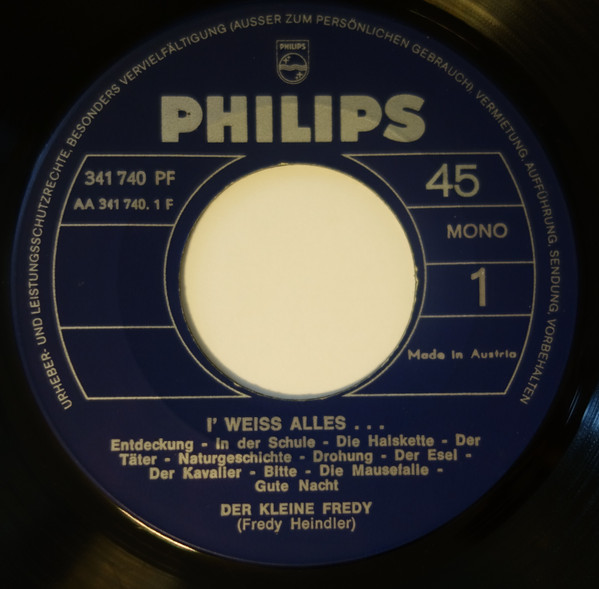 URHEBER- UND LEISTUNGSSCHUTZRECHTE, BESONDERS VERVIELFÄLTIGUNG (AUSSER ZUM PERSÖNLICHEN GEBRAUCH), VERMIETUNG, AUFFÜHRUNG, SENDUNG, VORBEHALTEN
PHILIPS
PHILIPS
341 740 PF
AA 341 740. 1 F
45
MONO
1
Made in Austria
I' WEISS ALLES . . .
Entdeckung - In der Schule - Die Halskette - Der
Täter - Naturgeschichte - Drohung - Der Esel -
Der Kavalier - Bitte - Die Mausefalle -
Gute Nacht
DER KLEINE FREDY
(Fredy Heindler)